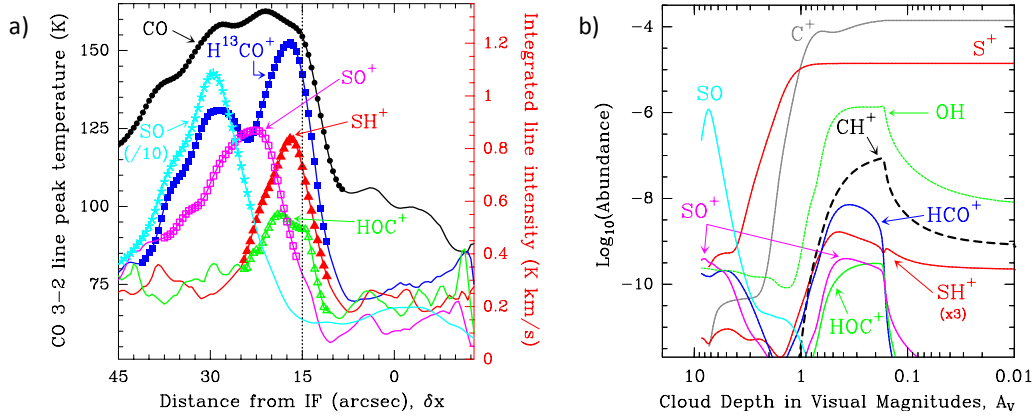 a)
CO 3−2 line peak temperature (K)
150
125
100
75
CO
H¹³CO⁺
SO⁺
SO
(/10)
SH⁺
HOC⁺
1.2
1
0.8
0.6
0.4
0.2
0
Integrated line intensity (K km/s)
45
30
15
0
Distance from IF (arcsec), δx
b)
Log₁₀(Abundance)
−4
−6
−8
−10
C⁺
S⁺
SO
OH
CH⁺
SO⁺
HCO⁺
SH⁺
(x3)
HOC⁺
10
1
0.1
0.01
Cloud Depth in Visual Magnitudes, Aᵥ